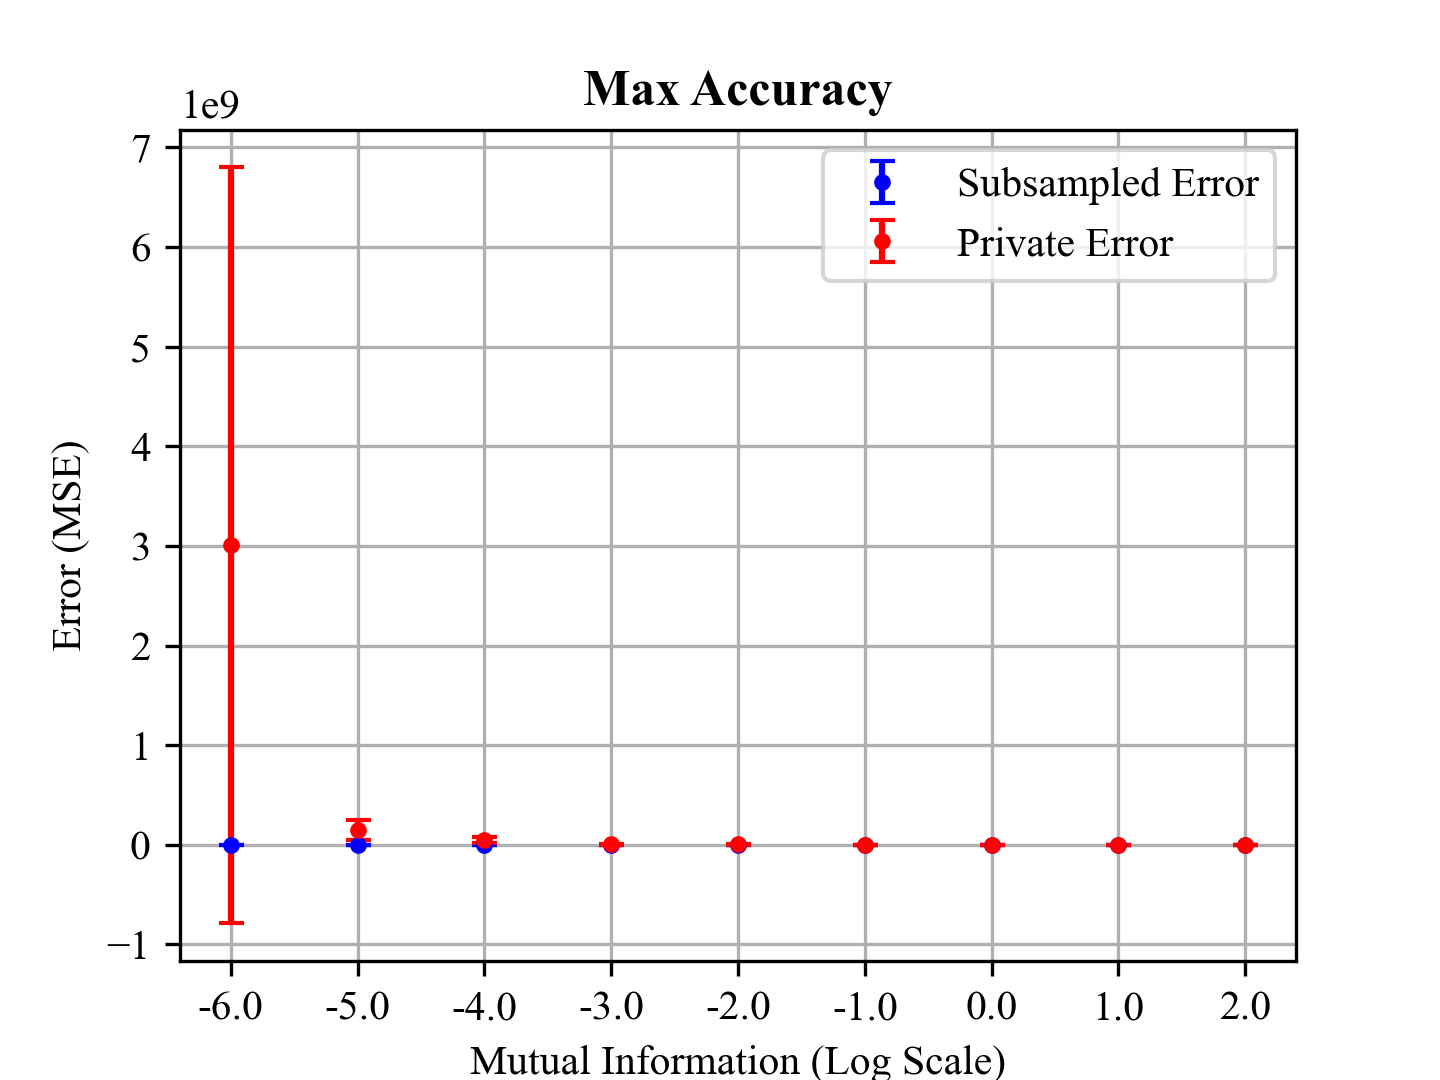 Max Accuracy
1e9
7
6
5
4
3
2
1
0
−1
Error (MSE)
Subsampled Error
Private Error
-6.0 -5.0 -4.0 -3.0 -2.0 -1.0 0.0 1.0 2.0
Mutual Information (Log Scale)